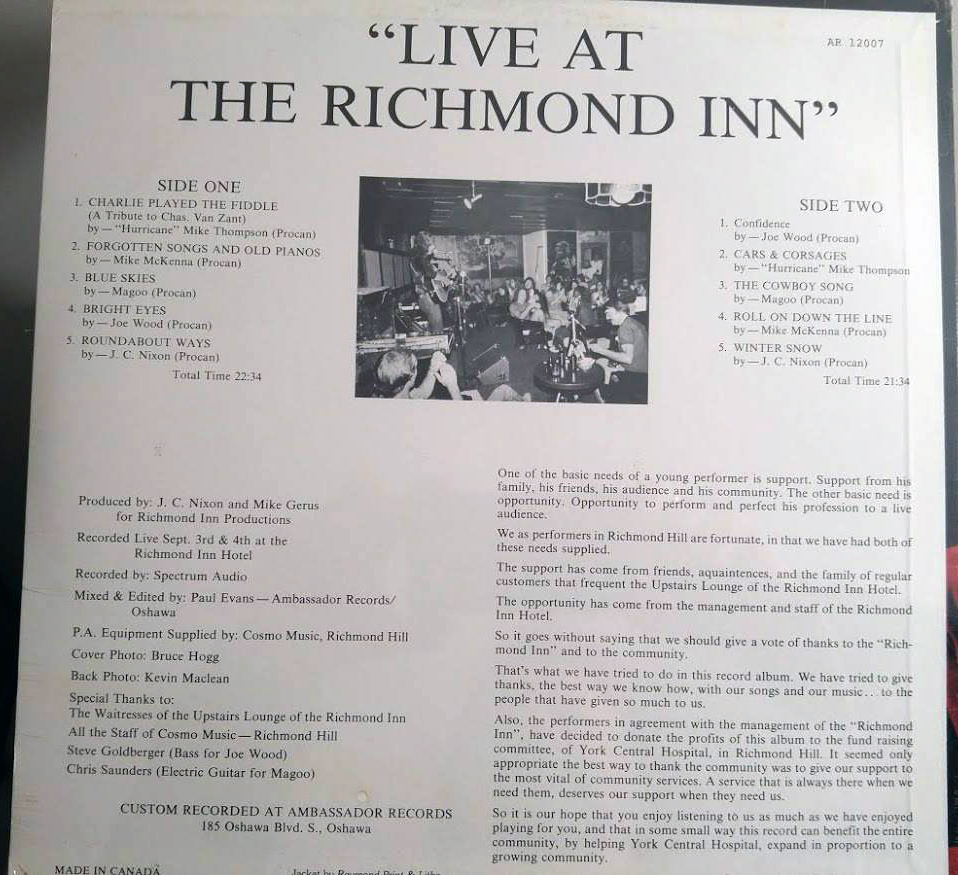 "LIVE AT
THE RICHMOND INN"
AR 12007
SIDE ONE
1. CHARLIE PLAYED THE FIDDLE
(A Tribute to Chas. Van Zant)
by — "Hurricane" Mike Thompson (Procan)
2. FORGOTTEN SONGS AND OLD PIANOS
by — Mike McKenna (Procan)
3. BLUE SKIES
by — Magoo (Procan)
4. BRIGHT EYES
by — Joe Wood (Procan)
5. ROUNDABOUT WAYS
by — J. C. Nixon (Procan)
Total Time 22:34
SIDE TWO
1. Confidence
by — Joe Wood (Procan)
2. CARS & CORSAGES
by — "Hurricane" Mike Thompson
3. THE COWBOY SONG
by — Magoo (Procan)
4. ROLL ON DOWN THE LINE
by — Mike McKenna (Procan)
5. WINTER SNOW
by — J. C. Nixon (Procan)
Total Time 21:34
Produced by: J. C. Nixon and Mike Gerus
for Richmond Inn Productions
Recorded Live Sept. 3rd & 4th at the
Richmond Inn Hotel
Recorded by: Spectrum Audio
Mixed & Edited by: Paul Evans — Ambassador Records/
Oshawa
P.A. Equipment Supplied by: Cosmo Music, Richmond Hill
Cover Photo: Bruce Hogg
Back Photo: Kevin Maclean
Special Thanks to:
The Waitresses of the Upstairs Lounge of the Richmond Inn
All the Staff of Cosmo Music — Richmond Hill
Steve Goldberger (Bass for Joe Wood)
Chris Saunders (Electric Guitar for Magoo)
CUSTOM RECORDED AT AMBASSADOR RECORDS
185 Oshawa Blvd. S., Oshawa
MADE IN CANADA
Jacket by Raymond Print & Litho
One of the basic needs of a young performer is support. Support from his
family, his friends, his audience and his community. The other basic need is
opportunity. Opportunity to perform and perfect his profession to a live
audience.
We as performers in Richmond Hill are fortunate, in that we have had both of
these needs supplied.
The support has come from friends, aquaintences, and the family of regular
customers that frequent the Upstairs Lounge of the Richmond Inn Hotel.
The opportunity has come from the management and staff of the Richmond
Inn Hotel.
So it goes without saying that we should give a vote of thanks to the "Rich-
mond Inn" and to the community.
That's what we have tried to do in this record album. We have tried to give
thanks, the best way we know how, with our songs and our music... to the
people that have given so much to us.
Also, the performers in agreement with the management of the "Richmond
Inn", have decided to donate the profits of this album to the fund raising
committee, of York Central Hospital, in Richmond Hill. It seemed only
appropriate the best way to thank the community was to give our support to
the most vital of community services. A service that is always there when we
need them, deserves our support when they need us.
So it is our hope that you enjoy listening to us as much as we have enjoyed
playing for you, and that in some small way this record can benefit the entire
community, by helping York Central Hospital, expand in proportion to a
growing community.